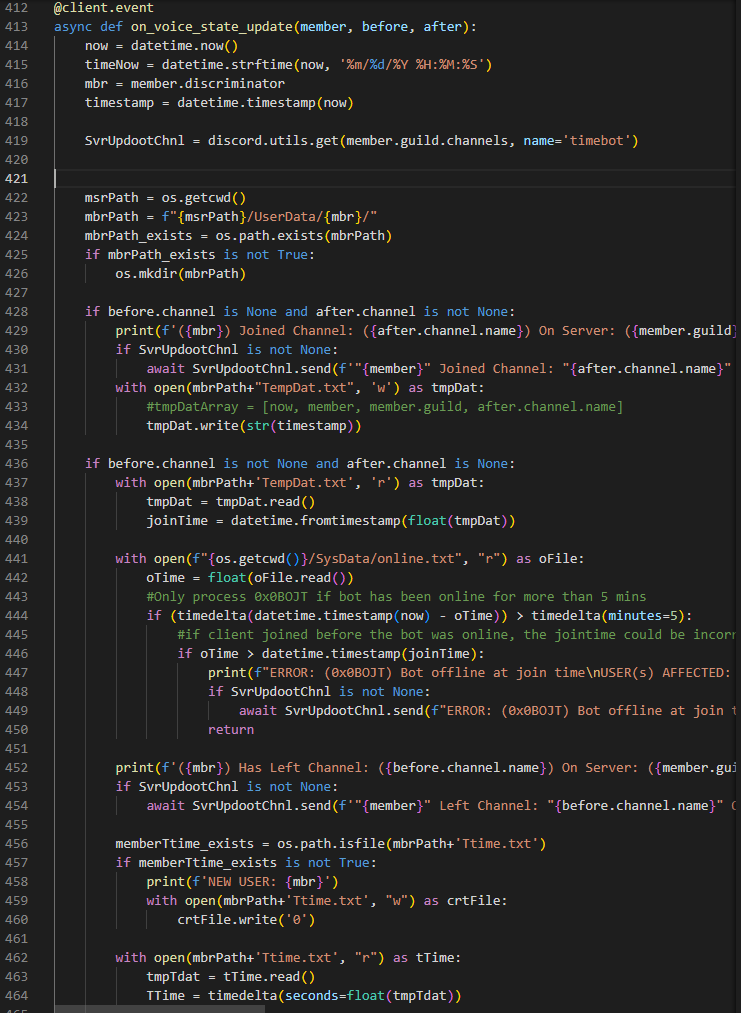 412 @client.event
413 async def on_voice_state_update(member, before, after):
414     now = datetime.now()
415     timeNow = datetime.strftime(now, '%m/%d/%Y %H:%M:%S')
416     mbr = member.discriminator
417     timestamp = datetime.timestamp(now)
418
419     SvrUpdootChnl = discord.utils.get(member.guild.channels, name='timebot')
420
421
422     msrPath = os.getcwd()
423     mbrPath = f"{msrPath}/UserData/{mbr}/"
424     mbrPath_exists = os.path.exists(mbrPath)
425     if mbrPath_exists is not True:
426         os.mkdir(mbrPath)
427
428     if before.channel is None and after.channel is not None:
429         print(f'({mbr}) Joined Channel: ({after.channel.name}) On Server: ({member.guild}
430         if SvrUpdootChnl is not None:
431             await SvrUpdootChnl.send(f'"{member}" Joined Channel: "{after.channel.name}"
432         with open(mbrPath+"TempDat.txt", 'w') as tmpDat:
433             #tmpDatArray = [now, member, member.guild, after.channel.name]
434             tmpDat.write(str(timestamp))
435
436     if before.channel is not None and after.channel is None:
437         with open(mbrPath+'TempDat.txt', 'r') as tmpDat:
438             tmpDat = tmpDat.read()
439             joinTime = datetime.fromtimestamp(float(tmpDat))
440
441         with open(f"{os.getcwd()}/SysData/online.txt", "r") as oFile:
442             oTime = float(oFile.read())
443             #Only process 0x0BOJT if bot has been online for more than 5 mins
444             if (timedelta(datetime.timestamp(now) - oTime)) > timedelta(minutes=5):
445                 #if client joined before the bot was online, the jointime could be incorr
446                 if oTime > datetime.timestamp(joinTime):
447                     print(f"ERROR: (0x0BOJT) Bot offline at join time\nUSER(s) AFFECTED:
448                     if SvrUpdootChnl is not None:
449                         await SvrUpdootChnl.send(f"ERROR: (0x0BOJT) Bot offline at join t
450                     return
451
452         print(f'({mbr}) Has Left Channel: ({before.channel.name}) On Server: ({member.gui
453         if SvrUpdootChnl is not None:
454             await SvrUpdootChnl.send(f'"{member}" Left Channel: "{before.channel.name}" O
455
456         memberTtime_exists = os.path.isfile(mbrPath+'Ttime.txt')
457         if memberTtime_exists is not True:
458             print(f'NEW USER: {mbr}')
459             with open(mbrPath+'Ttime.txt', "w") as crtFile:
460                 crtFile.write('0')
461
462         with open(mbrPath+'Ttime.txt', "r") as tTime:
463             tmpTdat = tTime.read()
464             TTime = timedelta(seconds=float(tmpTdat))